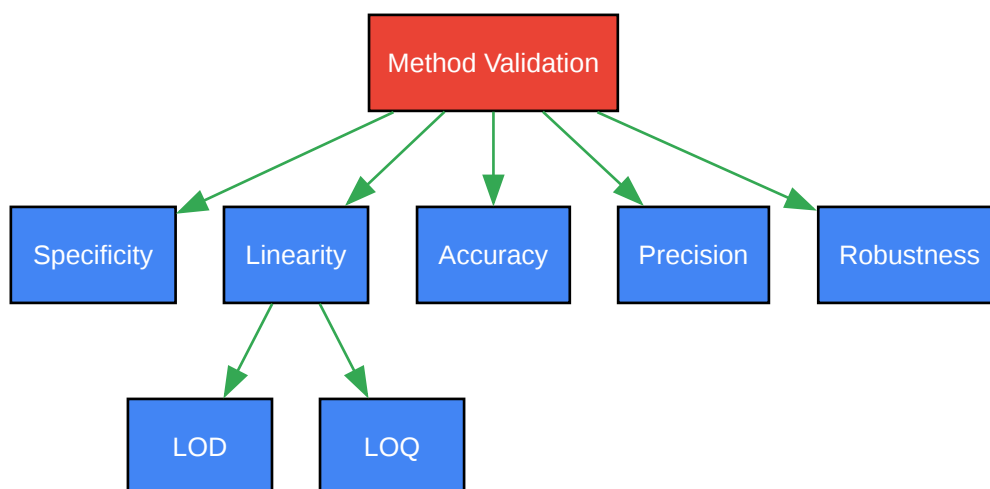 Method Validation
Specificity
Linearity
Accuracy
Precision
Robustness
LOD
LOQ